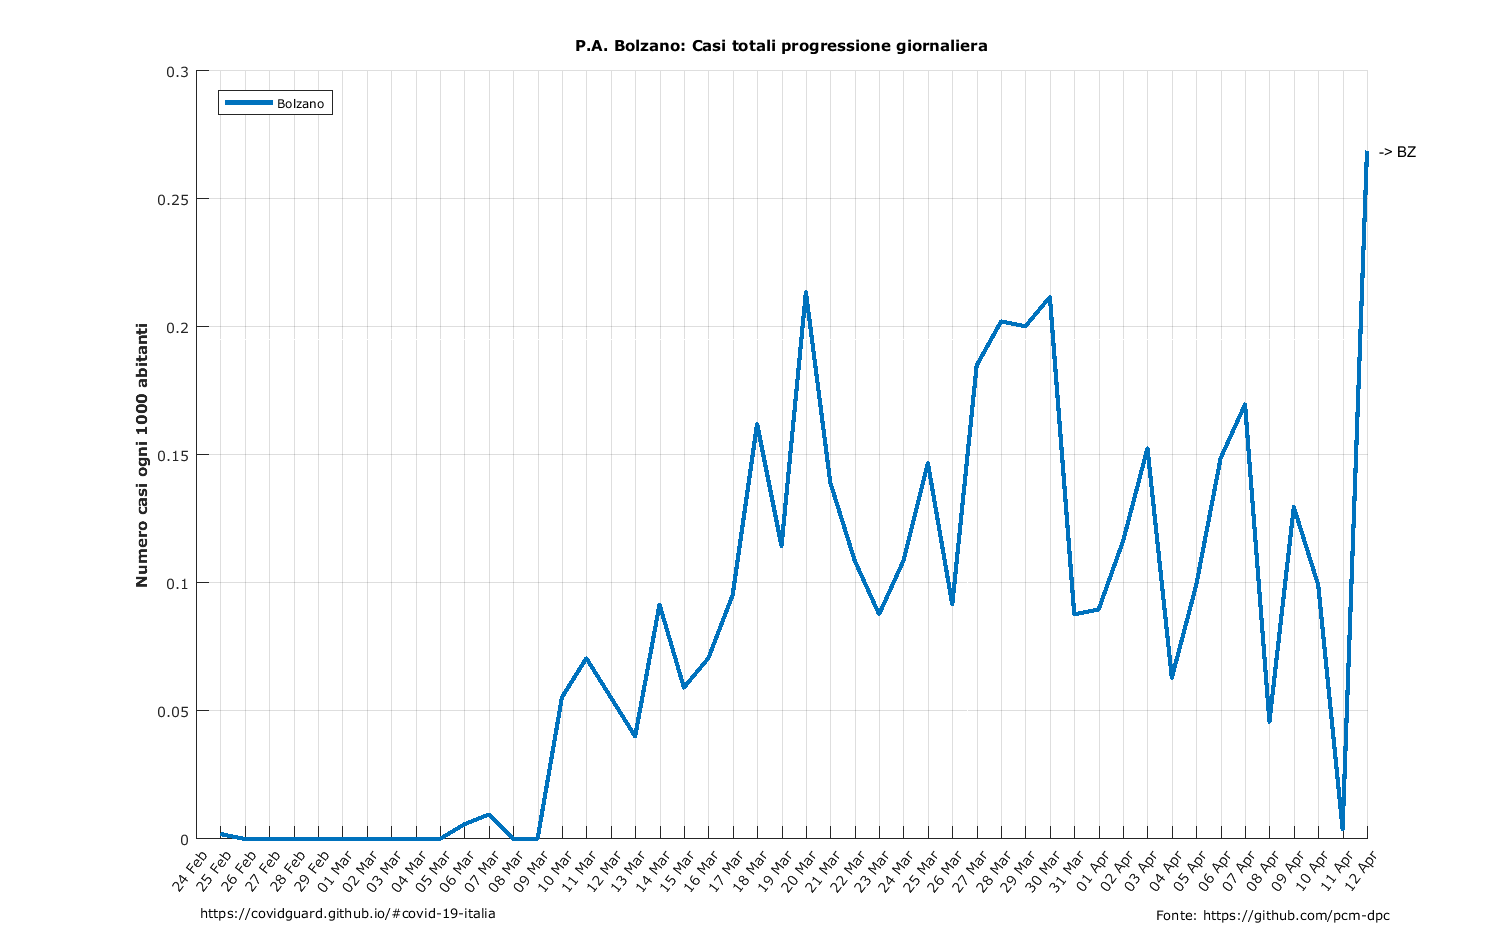 P.A. Bolzano: Casi totali progressione giornaliera
0.3
Bolzano
-> BZ
0.25
0.2
0.15
0.1
0.05
0
Numero casi ogni 1000 abitanti
24 Feb
25 Feb
26 Feb
27 Feb
28 Feb
29 Feb
01 Mar
02 Mar
03 Mar
04 Mar
05 Mar
06 Mar
07 Mar
08 Mar
09 Mar
10 Mar
11 Mar
12 Mar
13 Mar
14 Mar
15 Mar
16 Mar
17 Mar
18 Mar
19 Mar
20 Mar
21 Mar
22 Mar
23 Mar
24 Mar
25 Mar
26 Mar
27 Mar
28 Mar
29 Mar
30 Mar
31 Mar
01 Apr
02 Apr
03 Apr
04 Apr
05 Apr
06 Apr
07 Apr
08 Apr
09 Apr
10 Apr
11 Apr
12 Apr
https://covidguard.github.io/#covid-19-italia
Fonte: https://github.com/pcm-dpc